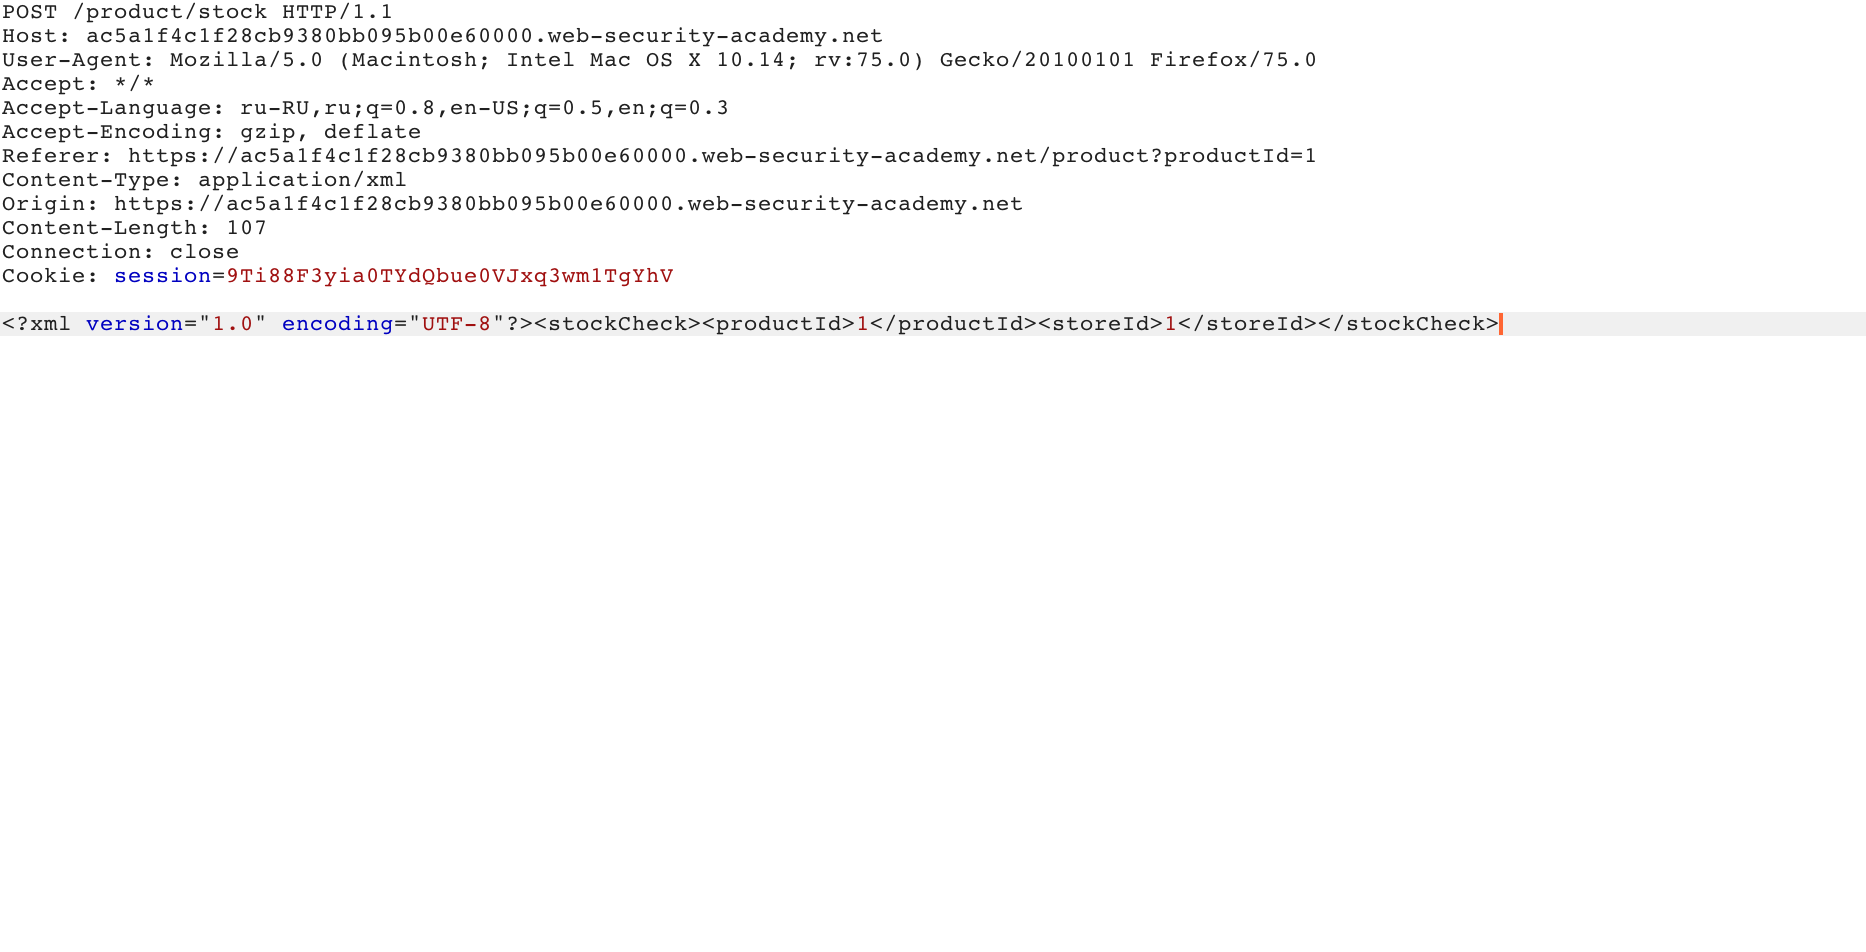 POST /product/stock HTTP/1.1
Host: ac5a1f4c1f28cb9380bb095b00e60000.web-security-academy.net
User-Agent: Mozilla/5.0 (Macintosh; Intel Mac OS X 10.14; rv:75.0) Gecko/20100101 Firefox/75.0
Accept: */*
Accept-Language: ru-RU,ru;q=0.8,en-US;q=0.5,en;q=0.3
Accept-Encoding: gzip, deflate
Referer: https://ac5a1f4c1f28cb9380bb095b00e60000.web-security-academy.net/product?productId=1
Content-Type: application/xml
Origin: https://ac5a1f4c1f28cb9380bb095b00e60000.web-security-academy.net
Content-Length: 107
Connection: close
Cookie: session=9Ti88F3yia0TYdQbue0VJxq3wm1TgYhV
<?xml version="1.0" encoding="UTF-8"?><stockCheck><productId>1</productId><storeId>1</storeId></stockCheck>